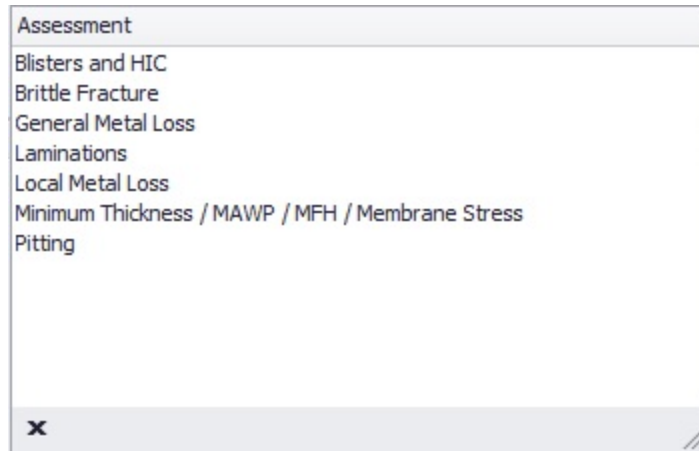 Assessment
Blisters and HIC
Brittle Fracture
General Metal Loss
Laminations
Local Metal Loss
Minimum Thickness / MAWP / MFH / Membrane Stress
Pitting